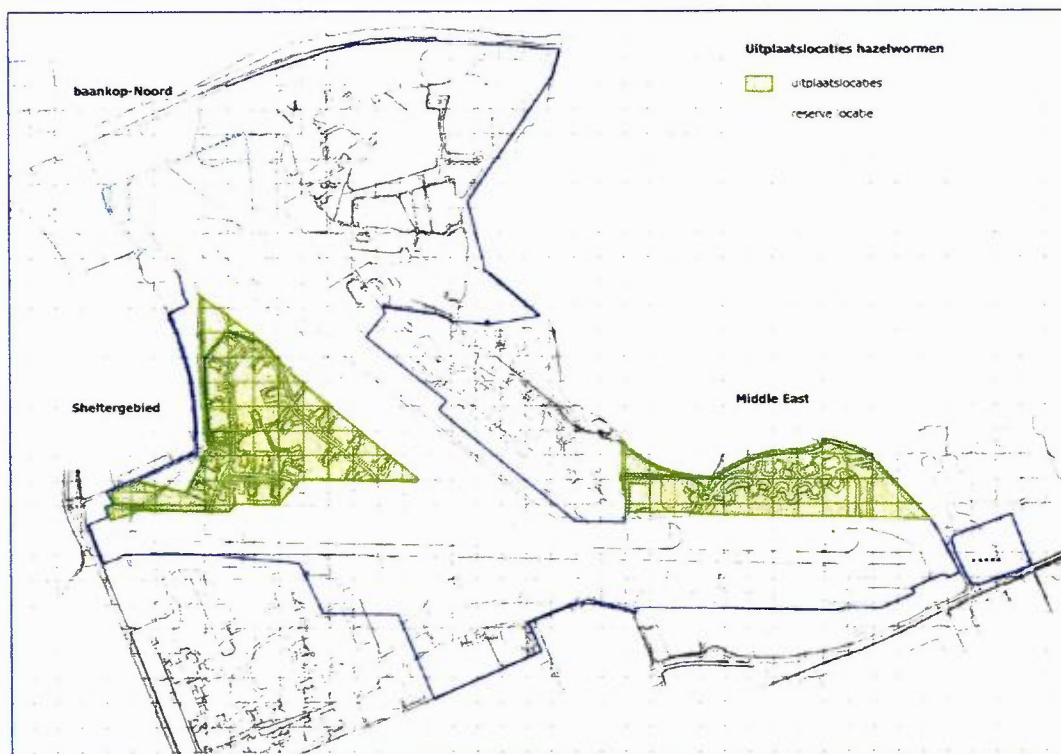 Uitplaatslocaties hazelwormen
baankop-Noord
uitplaatslocaties
reserve locatie
Sheltergebied
Middle East